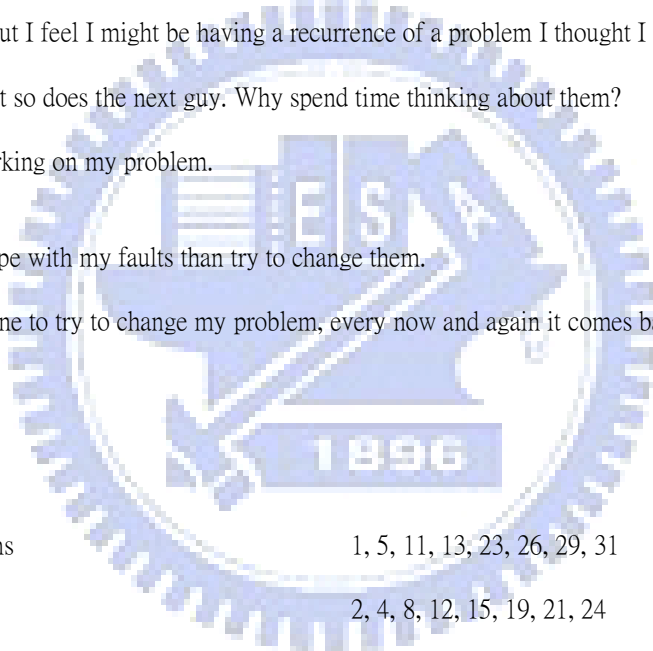 ut I feel I might be having a recurrence of a problem I thought I
t so does the next guy. Why spend time thinking about them?
rking on my problem.
pe with my faults than try to change them.
ne to try to change my problem, every now and again it comes ba
E S A
1896
ns 1, 5, 11, 13, 23, 26, 29, 31
2, 4, 8, 12, 15, 19, 21, 24